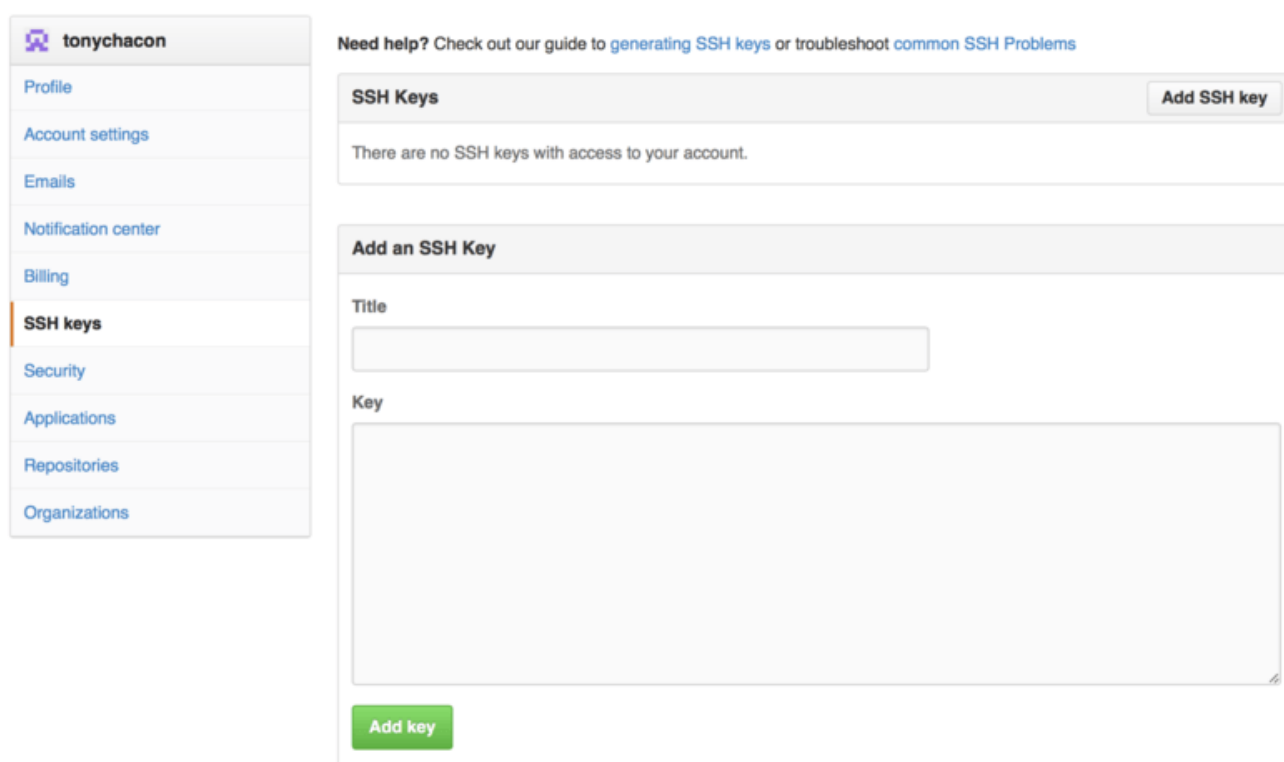 tonychacon
Profile
Account settings
Emails
Notification center
Billing
SSH keys
Security
Applications
Repositories
Organizations
Need help? Check out our guide to generating SSH keys or troubleshoot common SSH Problems
SSH Keys
Add SSH key
There are no SSH keys with access to your account.
Add an SSH Key
Title
Key
Add key